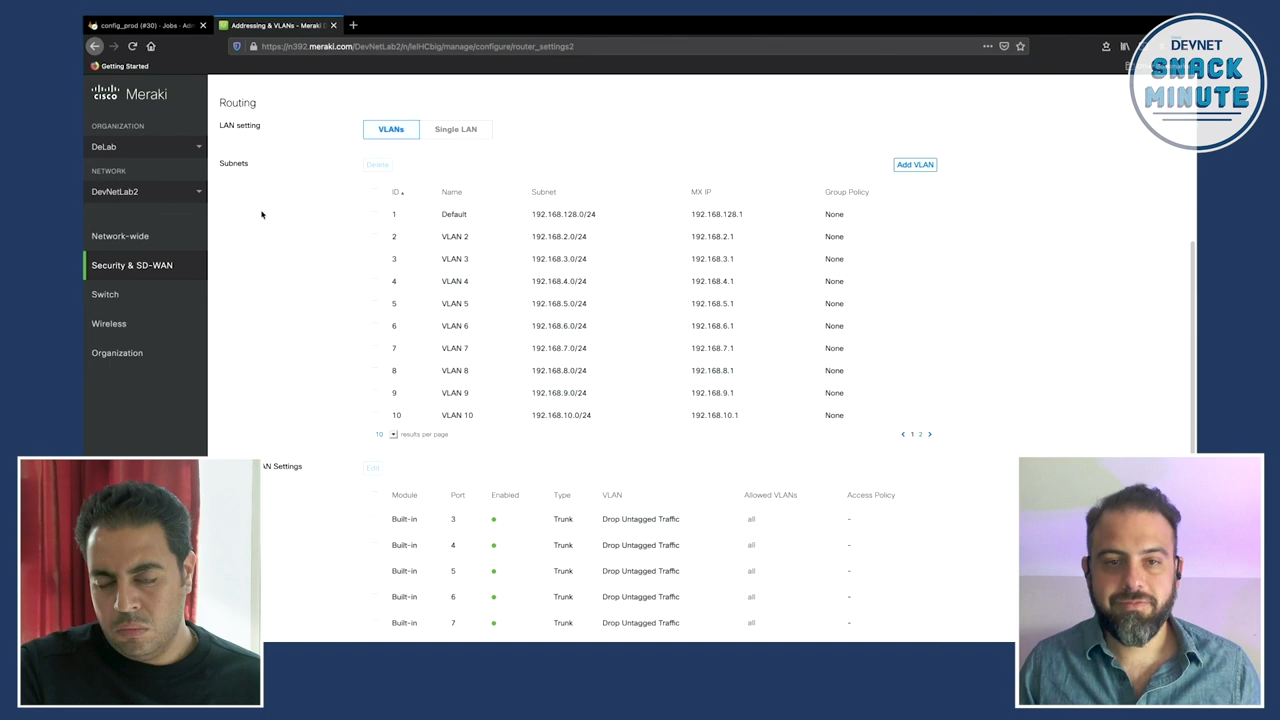 config_prod (#30) - Jobs - Ad
Addressing & VLANs - Meraki D
https://n392.meraki.com/DevNetLab2/n/IeIHCbig/manage/configure/router_settings2
Getting Started
DEVNET
SNACK
MINUTE
CISCO Meraki
ORGANIZATION
DeLab
NETWORK
DevNetLab2
Network-wide
Security & SD-WAN
Switch
Wireless
Organization
Routing
LAN setting
VLANs Single LAN
Subnets
Delete
Add VLAN
ID Name Subnet MX IP Group Policy
1 Default 192.168.128.0/24 192.168.128.1 None
2 VLAN 2 192.168.2.0/24 192.168.2.1 None
3 VLAN 3 192.168.3.0/24 192.168.3.1 None
4 VLAN 4 192.168.4.0/24 192.168.4.1 None
5 VLAN 5 192.168.5.0/24 192.168.5.1 None
6 VLAN 6 192.168.6.0/24 192.168.6.1 None
7 VLAN 7 192.168.7.0/24 192.168.7.1 None
8 VLAN 8 192.168.8.0/24 192.168.8.1 None
9 VLAN 9 192.168.9.0/24 192.168.9.1 None
10 VLAN 10 192.168.10.0/24 192.168.10.1 None
10 results per page
1 2
AN Settings
Edit
Module Port Enabled Type VLAN Allowed VLANs Access Policy
Built-in 3 Trunk Drop Untagged Traffic all -
Built-in 4 Trunk Drop Untagged Traffic all -
Built-in 5 Trunk Drop Untagged Traffic all -
Built-in 6 Trunk Drop Untagged Traffic all -
Built-in 7 Trunk Drop Untagged Traffic all -